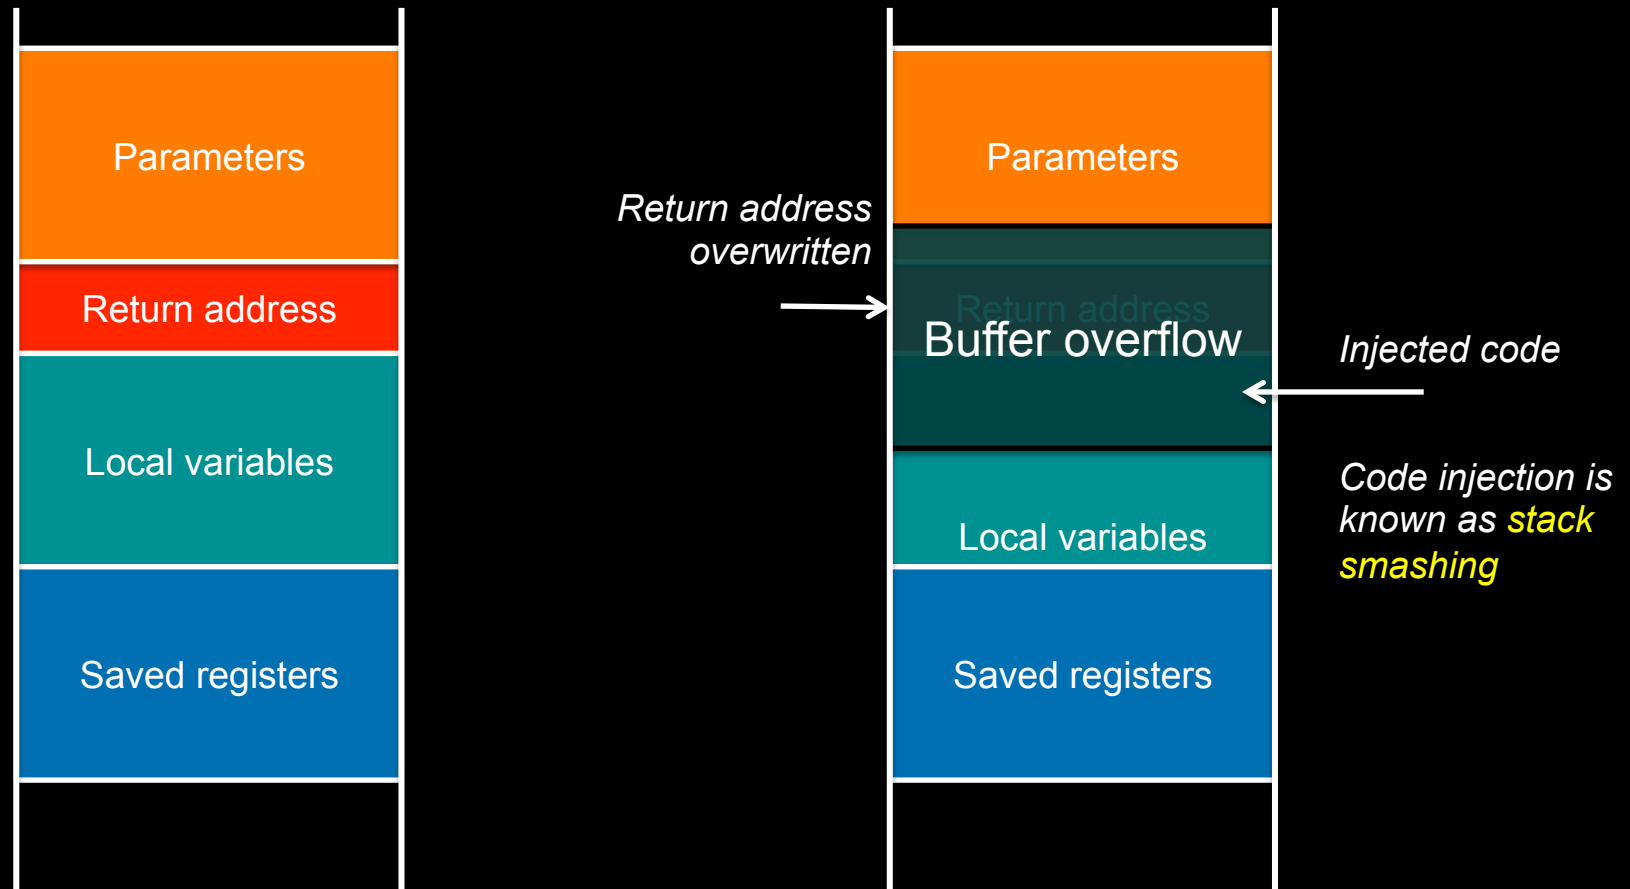 Parameters
Return address
Local variables
Saved registers
Return address
overwritten
Parameters
Return address
Buffer overflow
Local variables
Saved registers
Injected code
Code injection is
known as stack
smashing